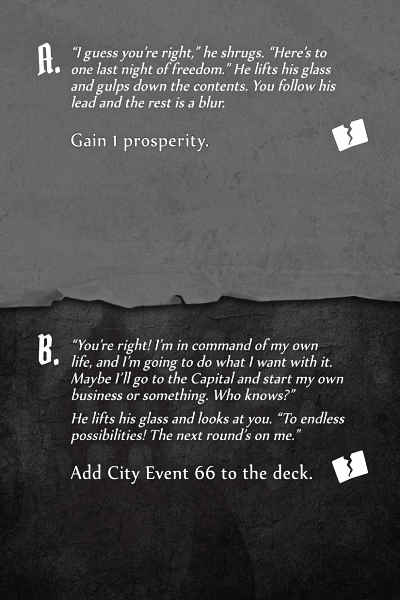 A.
“I guess you’re right,” he shrugs. “Here’s to
one last night of freedom.” He lifts his glass
and gulps down the contents. You follow his
lead and the rest is a blur.
Gain 1 prosperity.
B.
“You’re right! I’m in command of my own
life, and I’m going to do what I want with it.
Maybe I’ll go to the Capital and start my own
business or something. Who knows?”
He lifts his glass and looks at you. “To endless
possibilities! The next round’s on me.”
Add City Event 66 to the deck.